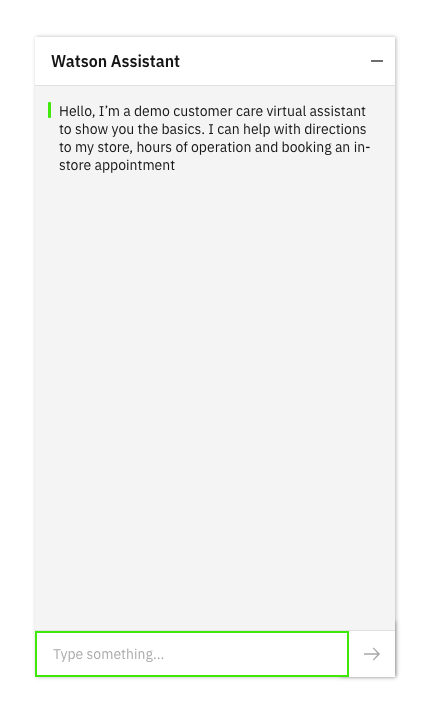 Watson Assistant
Hello, I’m a demo customer care virtual assistant
to show you the basics. I can help with directions
to my store, hours of operation and booking an in-
store appointment
Type something...